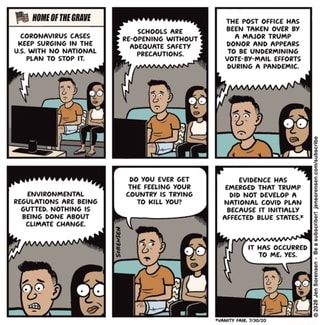 HOME OF THE GRAVE
CORONAVIRUS CASES
KEEP SURGING IN THE
U.S. WITH NO NATIONAL
PLAN TO STOP IT.
SCHOOLS ARE
RE-OPENING WITHOUT
ADEQUATE SAFETY
PRECAUTIONS.
THE POST OFFICE HAS
BEEN TAKEN OVER BY
A MAJOR TRUMP
DONOR AND APPEARS
TO BE UNDERMINING
VOTE-BY-MAIL EFFORTS
DURING A PANDEMIC.
ENVIRONMENTAL
REGULATIONS ARE BEING
GUTTED. NOTHING IS
BEING DONE ABOUT
CLIMATE CHANGE.
DO YOU EVER GET
THE FEELING YOUR
COUNTRY IS TRYING
TO KILL YOU?
SORENSEN
EVIDENCE HAS
EMERGED THAT TRUMP
DID NOT DEVELOP A
NATIONAL COVID PLAN
BECAUSE IT INITIALLY
AFFECTED BLUE STATES.*
IT HAS OCCURRED
TO ME, YES.
*VANITY FAIR, 7/30/20
© 2020 Jen Sorensen - Be a subscriber! jensorensen.com/subscribe